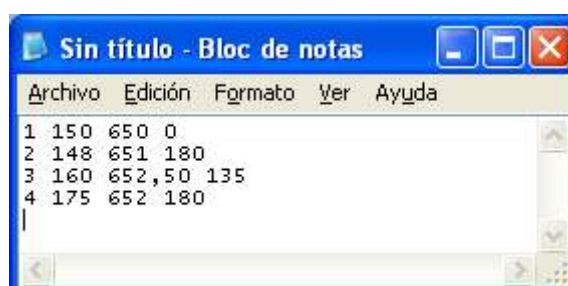 Sin título - Bloc de notas
Archivo Edición Formato Ver Ayuda
1 150 650 0
2 148 651 180
3 160 652,50 135
4 175 652 180